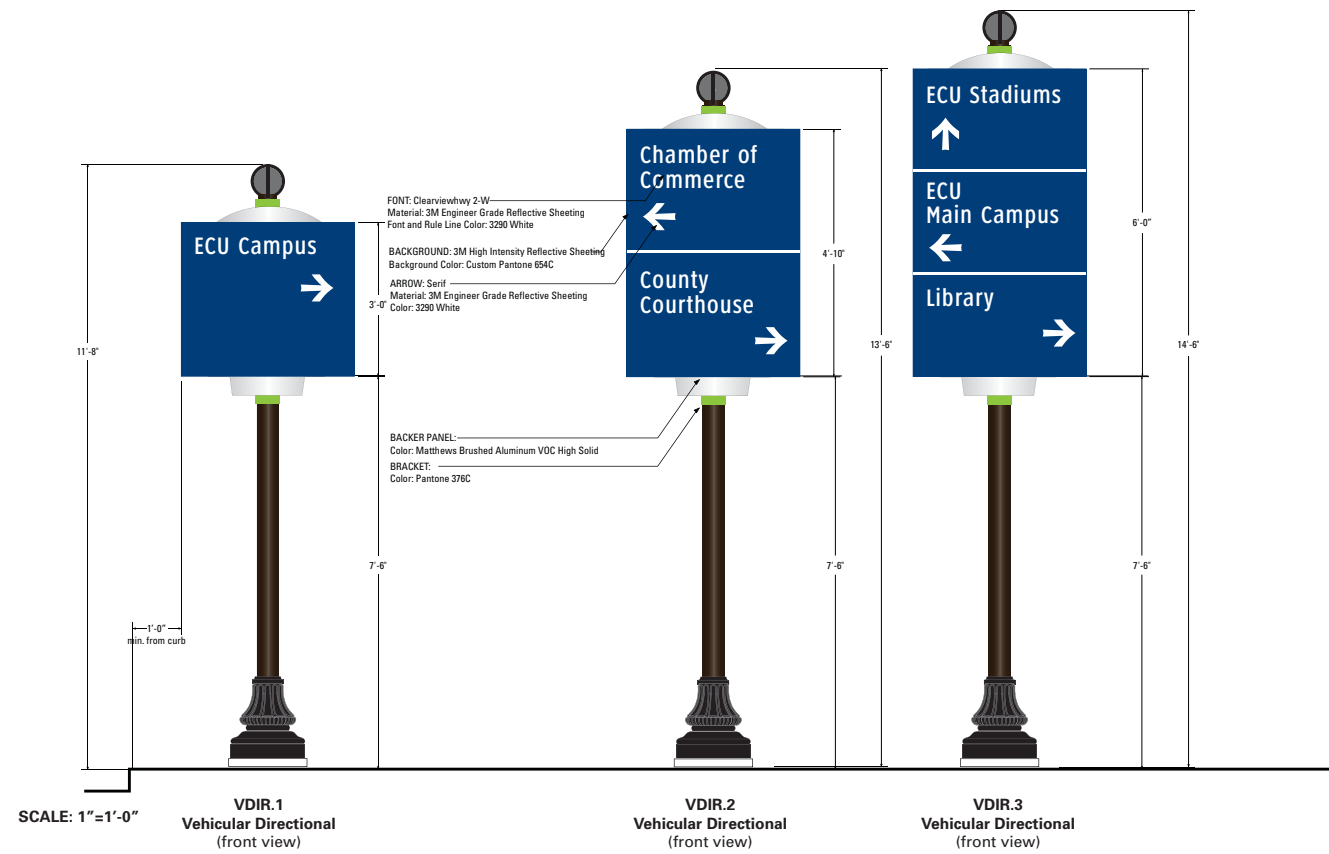 ECU Campus
Chamber of
Commerce
County
Courthouse
ECU Stadiums
ECU
Main Campus
Library
FONT: Clearviewhwy 2-W
Material: 3M Engineer Grade Reflective Sheeting
Font and Rule Line Color: 3290 White
BACKGROUND: 3M High Intensity Reflective Sheeting
Background Color: Custom Pantone 654C
ARROW: Serif
Material: 3M Engineer Grade Reflective Sheeting
Color: 3290 White
BACKER PANEL:
Color: Matthews Brushed Aluminum VOC High Solid
BRACKET:
Color: Pantone 376C
11'-8"
3'-0"
7'-6"
1'-0"
min. from curb
4'-10"
13'-6"
7'-6"
6'-0"
14'-6"
7'-6"
SCALE: 1"=1'-0"
VDIR.1
Vehicular Directional
(front view)
VDIR.2
Vehicular Directional
(front view)
VDIR.3
Vehicular Directional
(front view)